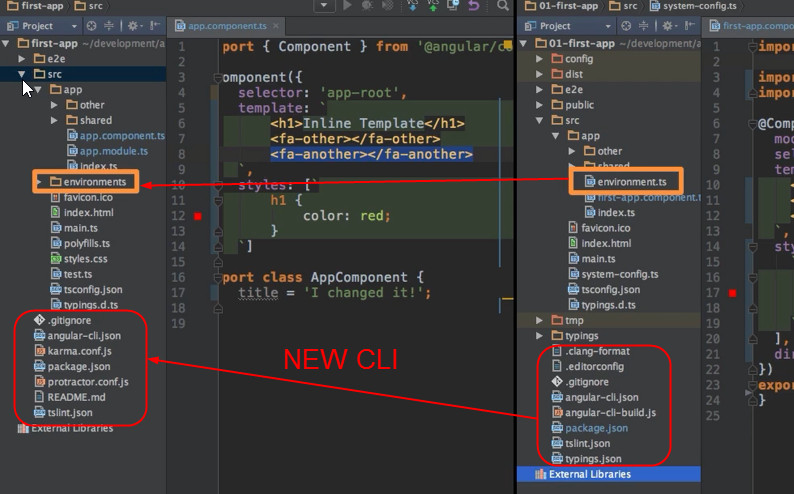 first-app
src
Project
app.component.ts
first-app ~/development/a
e2e
src
app
other
shared
app.component.ts
app.module.ts
index.ts
environments
favicon.ico
index.html
main.ts
polyfills.ts
styles.css
test.ts
tsconfig.json
typings.d.ts
.gitignore
angular-cli.json
karma.conf.js
package.json
protractor.conf.js
README.md
tslint.json
External Libraries
VCS VCS
1 port { Component } from '@angular/co
2
3 omponent({
4 selector: 'app-root',
5 template: `
6 <h1>Inline Template</h1>
7 <fa-other></fa-other>
8 <fa-another></fa-another>
9 `,
10 styles: [`
11 h1 {
12 color: red;
13 }
14 `]
15
16 port class AppComponent {
17 title = 'I changed it!';
18
19
NEW CLI
01-first-app
src
system-config.ts
Project
first-app.compon
01-first-app ~/developmen
config
dist
e2e
public
src
app
other
shared
environment.ts
first-app.component.t
index.ts
favicon.ico
index.html
main.ts
system-config.ts
tsconfig.json
typings.d.ts
tmp
typings
.clang-format
.editorconfig
.gitignore
angular-cli.json
angular-cli-build.js
package.json
tslint.json
typings.json
External Libraries
1 impor
2
3 impor
4 impor
5
6 @Comp
7 mod
8 sel
9 tem
10 <
11 <
12 <
13 `,
14 sty
15
16
17
18
19 `
20 ],
21 dir
22 })
23 expor
24 }
25